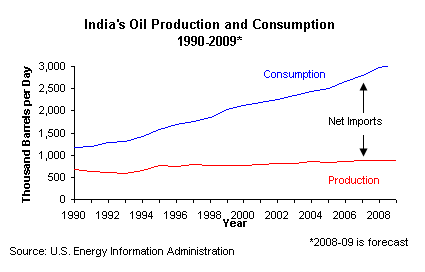 India's Oil Production and Consumption
1990-2009*
Thousand Barrels per Day
3,000
2,500
2,000
1,500
1,000
500
0
Consumption
Net Imports
Production
1990 1992 1994 1996 1998 2000 2002 2004 2006 2008
Year
*2008-09 is forecast
Source: U.S. Energy Information Administration